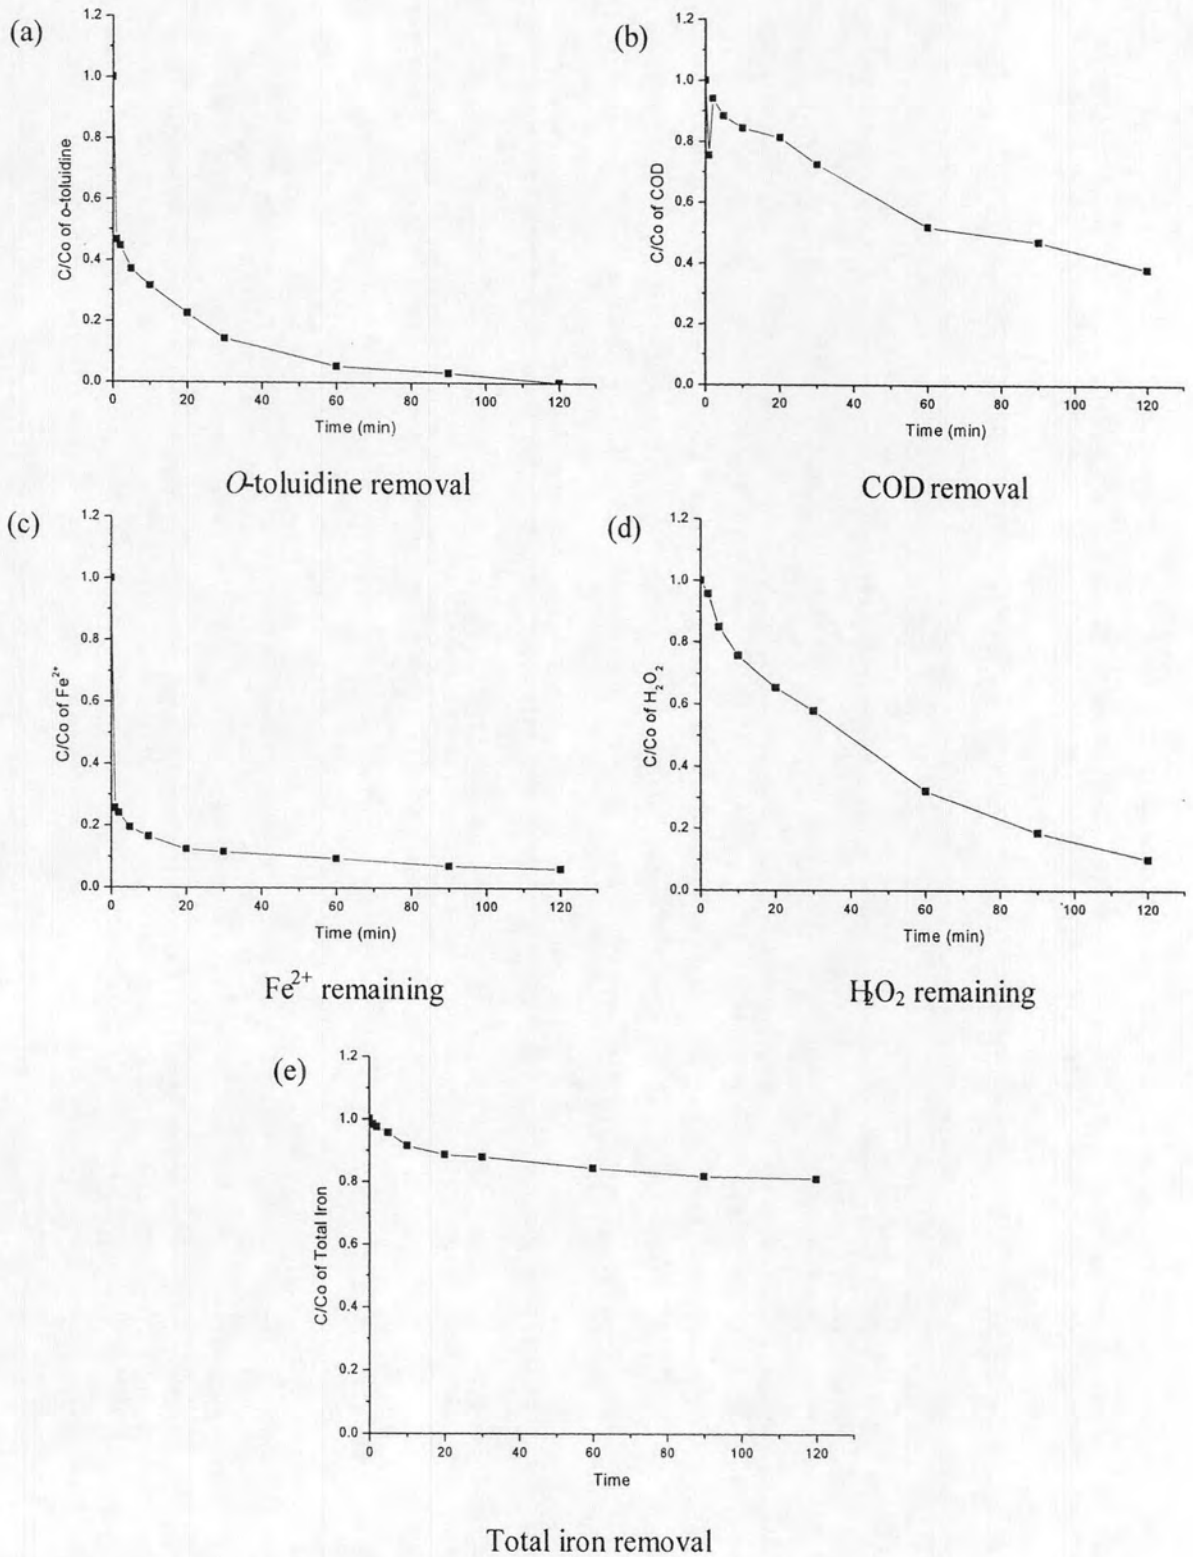 (a)
1.2
1.0
0.8
0.6
0.4
0.2
0.0
C/Co of o-toluidine
0 20 40 60 80 100 120
Time (min)
O-toluidine removal
(b)
1.2
1.0
0.8
0.6
0.4
0.2
0.0
C/Co of COD
0 20 40 60 80 100 120
Time (min)
COD removal
(c)
1.2
1.0
0.8
0.6
0.4
0.2
0.0
C/Co of Fe²⁺
0 20 40 60 80 100 120
Time (min)
Fe²⁺ remaining
(d)
1.2
1.0
0.8
0.6
0.4
0.2
0.0
C/Co of H₂O₂
0 20 40 60 80 100 120
Time (min)
H₂O₂ remaining
(e)
1.2
1.0
0.8
0.6
0.4
0.2
0.0
C/Co of Total Iron
0 20 40 60 80 100 120
Time
Total iron removal